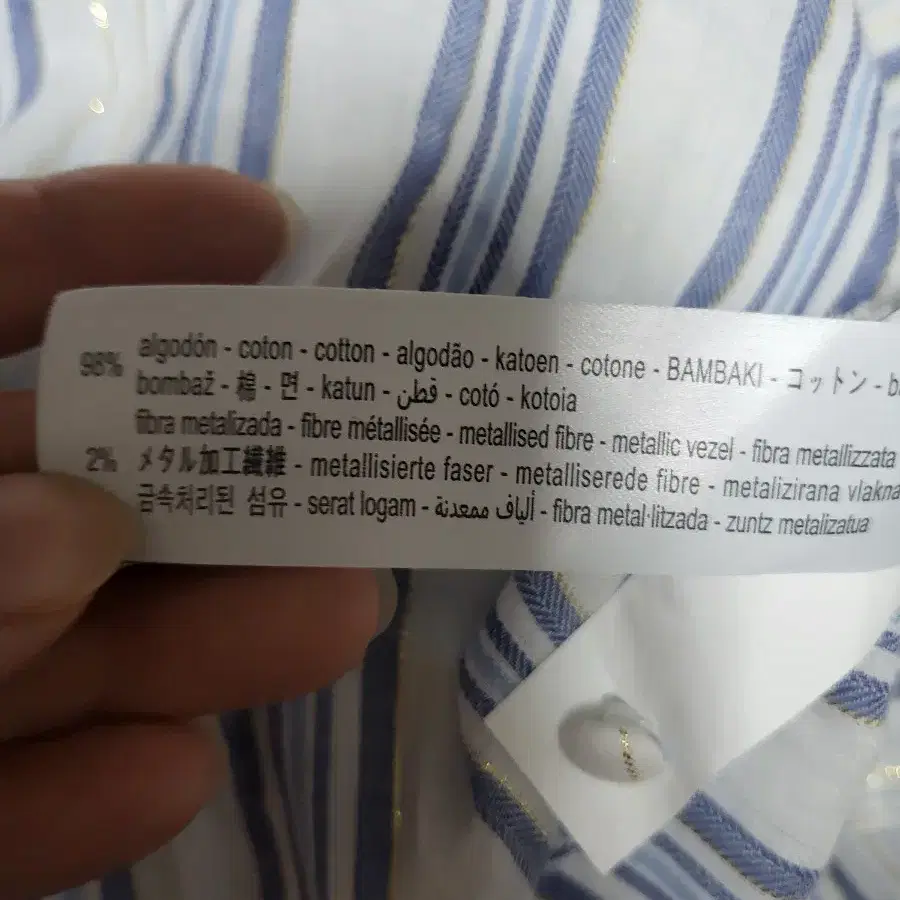 98% algodón - coton - cotton - algodão - katoen - cotone - BAMBAKI - コットン -
bombaž - 棉 - 면 - katun - قطن - cotó - kotoia
fibra metalizada - fibre métallisée - metallised fibre - metallic vezel - fibra metallizzata
2% メタル加工繊維 - metallisierte faser - metalliserede fibre - metalizirana vlakna
금속처리된 섬유 - serat logam - ألياف ممعدنة - fibra metal·litzada - zuntz metalizatua